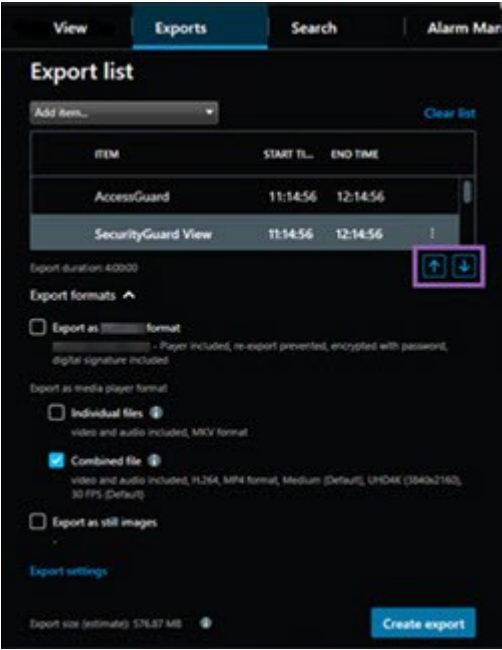 View Exports Search Alarm Man
Export list
Add item... Clear list
ITEM START TI... END TIME
AccessGuard 11:14:56 12:14:56
SecurityGuard View 11:14:56 12:14:56
Export duration: 4:00:00
Export formats
Export as format
- Player included, re-export prevented, encrypted with password,
digital signature included
Export as media player format
Individual files
video and audio included, MKV format
Combined file
video and audio included, H.264, MP4 format, Medium (Default), UHD4K (3840x2160),
30 FPS (Default)
Export as still images
-
Export settings
Export size (estimate): 576.87 MB Create export